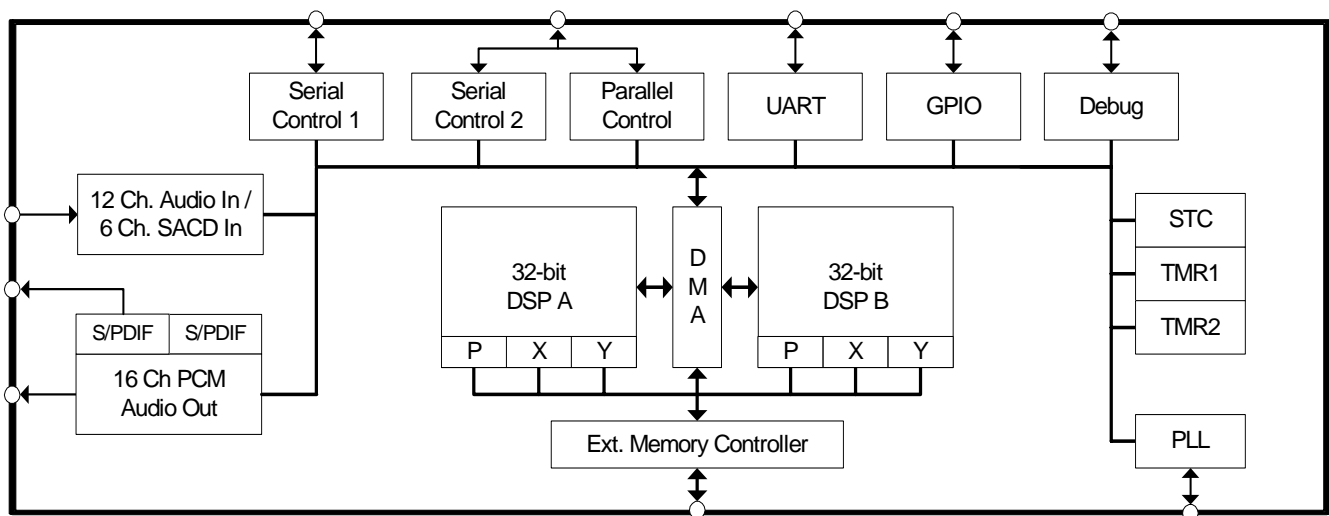 Serial
Control 1
Serial
Control 2
Parallel
Control
UART
GPIO
Debug
12 Ch. Audio In /
6 Ch. SACD In
S/PDIF
S/PDIF
16 Ch PCM
Audio Out
32-bit
DSP A
P
X
Y
D
M
A
32-bit
DSP B
P
X
Y
Ext. Memory Controller
STC
TMR1
TMR2
PLL